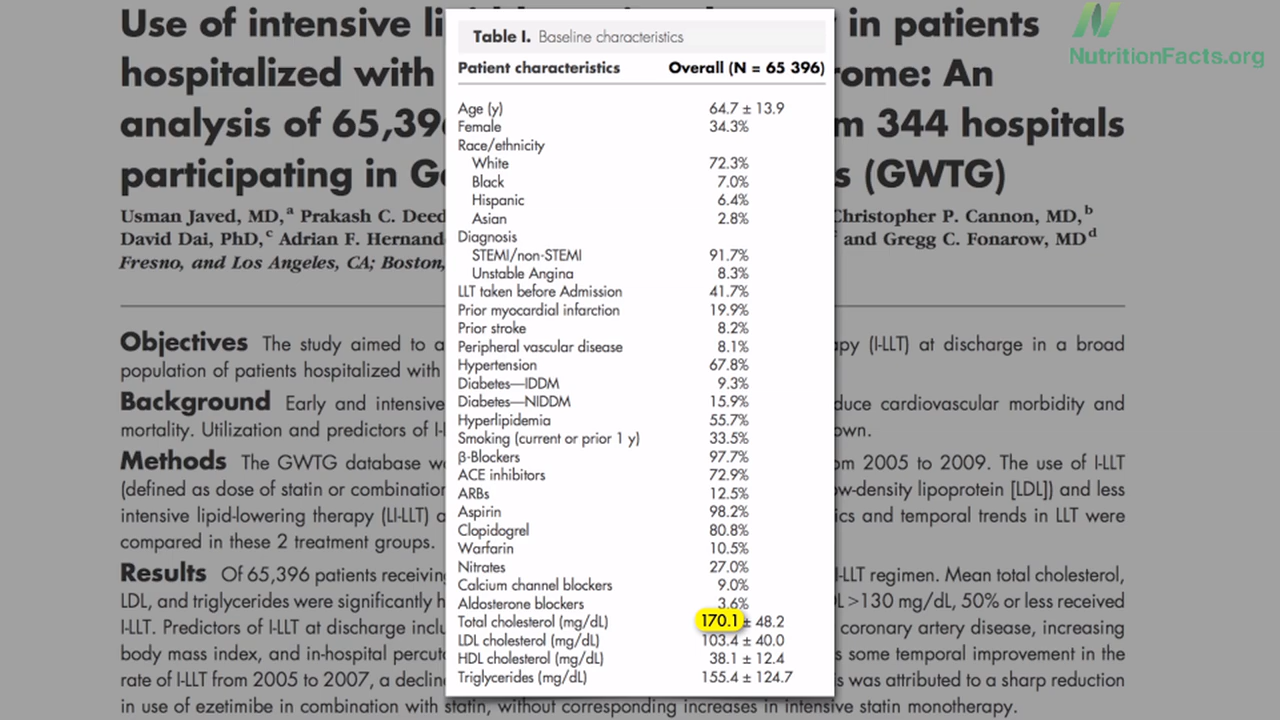 Use of intensive li in patients
hospitalized with rome: An
analysis of 65,39 m 344 hospitals
participating in G s (GWTG)
Usman Javed, MD,a Prakash C. Deed Christopher P. Cannon, MD,b
David Dai, PhD,c Adrian F. Hernand and Gregg C. Fonarow, MDd
Fresno, and Los Angeles, CA; Boston,
Objectives The study aimed to a apy (I-LLT) at discharge in a broad
population of patients hospitalized with
Background Early and intensive duce cardiovascular morbidity and
mortality. Utilization and predictors of I- own.
Methods The GWTG database w om 2005 to 2009. The use of I-LLT
(defined as dose of statin or combination ow-density lipoprotein [LDL]) and less
intensive lipid-lowering therapy (LI-LLT) a ics and temporal trends in LLT were
compared in these 2 treatment groups.
Results Of 65,396 patients receiving I-LLT regimen. Mean total cholesterol,
LDL, and triglycerides were significantly h L >130 mg/dL, 50% or less received
I-LLT. Predictors of I-LLT at discharge inclu coronary artery disease, increasing
body mass index, and in-hospital percut s some temporal improvement in the
rate of I-LLT from 2005 to 2007, a decline s was attributed to a sharp reduction
in use of ezetimibe in combination with statin, without corresponding increases in intensive statin monotherapy.
NutritionFacts.org
Table I. Baseline characteristics
Patient characteristics Overall (N = 65 396)
Age (y) 64.7 ± 13.9
Female 34.3%
Race/ethnicity
White 72.3%
Black 7.0%
Hispanic 6.4%
Asian 2.8%
Diagnosis
STEMI/non-STEMI 91.7%
Unstable Angina 8.3%
LLT taken before Admission 41.7%
Prior myocardial infarction 19.9%
Prior stroke 8.2%
Peripheral vascular disease 8.1%
Hypertension 67.8%
Diabetes—IDDM 9.3%
Diabetes—NIDDM 15.9%
Hyperlipidemia 55.7%
Smoking (current or prior 1 y) 33.5%
β-Blockers 97.7%
ACE inhibitors 72.9%
ARBs 12.5%
Aspirin 98.2%
Clopidogrel 80.8%
Warfarin 10.5%
Nitrates 27.0%
Calcium channel blockers 9.0%
Aldosterone blockers 3.6%
Total cholesterol (mg/dL) 170.1 ± 48.2
LDL cholesterol (mg/dL) 103.4 ± 40.0
HDL cholesterol (mg/dL) 38.1 ± 12.4
Triglycerides (mg/dL) 155.4 ± 124.7